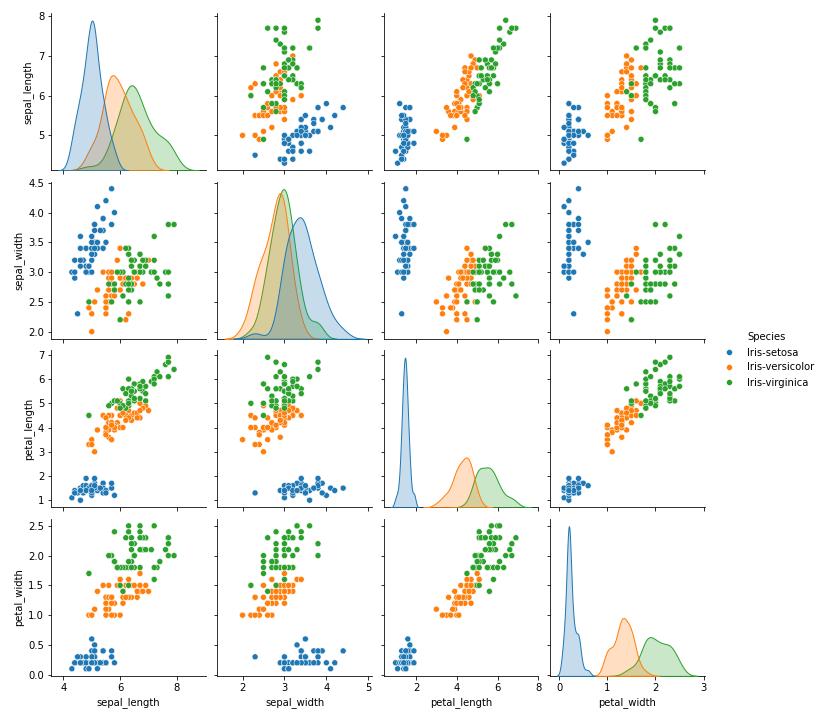 8
7
6
5
sepal_length
4.5
4.0
3.5
3.0
2.5
2.0
sepal_width
7
6
5
4
3
2
1
petal_length
2.5
2.0
1.5
1.0
0.5
0.0
petal_width
4 6 8
sepal_length
2 3 4 5
sepal_width
2 4 6 8
petal_length
0 1 2 3
petal_width
Species
Iris-setosa
Iris-versicolor
Iris-virginica